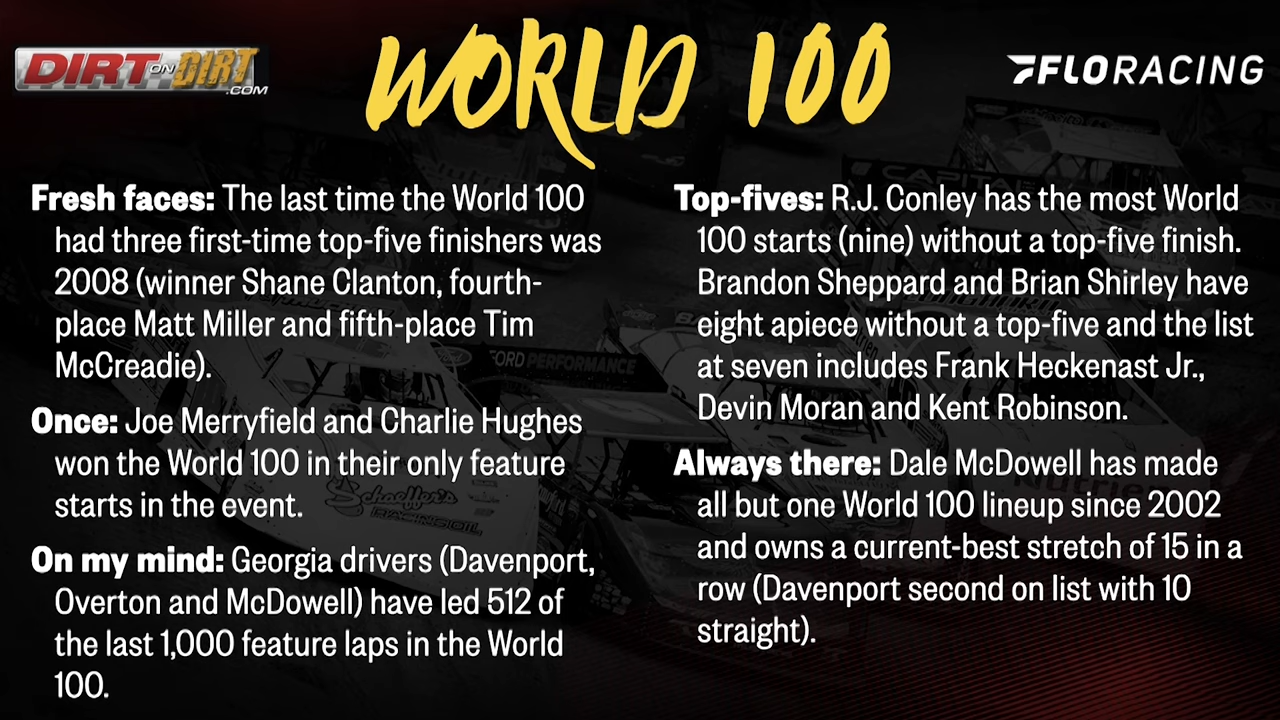 DIRT ON DIRT .COM
WORLD 100
FLORACING
Fresh faces: The last time the World 100
had three first-time top-five finishers was
2008 (winner Shane Clanton, fourth-
place Matt Miller and fifth-place Tim
McCreadie).
Once: Joe Merryfield and Charlie Hughes
won the World 100 in their only feature
starts in the event.
On my mind: Georgia drivers (Davenport,
Overton and McDowell) have led 512 of
the last 1,000 feature laps in the World
100.
Top-fives: R.J. Conley has the most World
100 starts (nine) without a top-five finish.
Brandon Sheppard and Brian Shirley have
eight apiece without a top-five and the list
at seven includes Frank Heckenast Jr.,
Devin Moran and Kent Robinson.
Always there: Dale McDowell has made
all but one World 100 lineup since 2002
and owns a current-best stretch of 15 in a
row (Davenport second on list with 10
straight).
FORD PERFORMANCE
Schaeffer's
RACING OIL
Nutrien